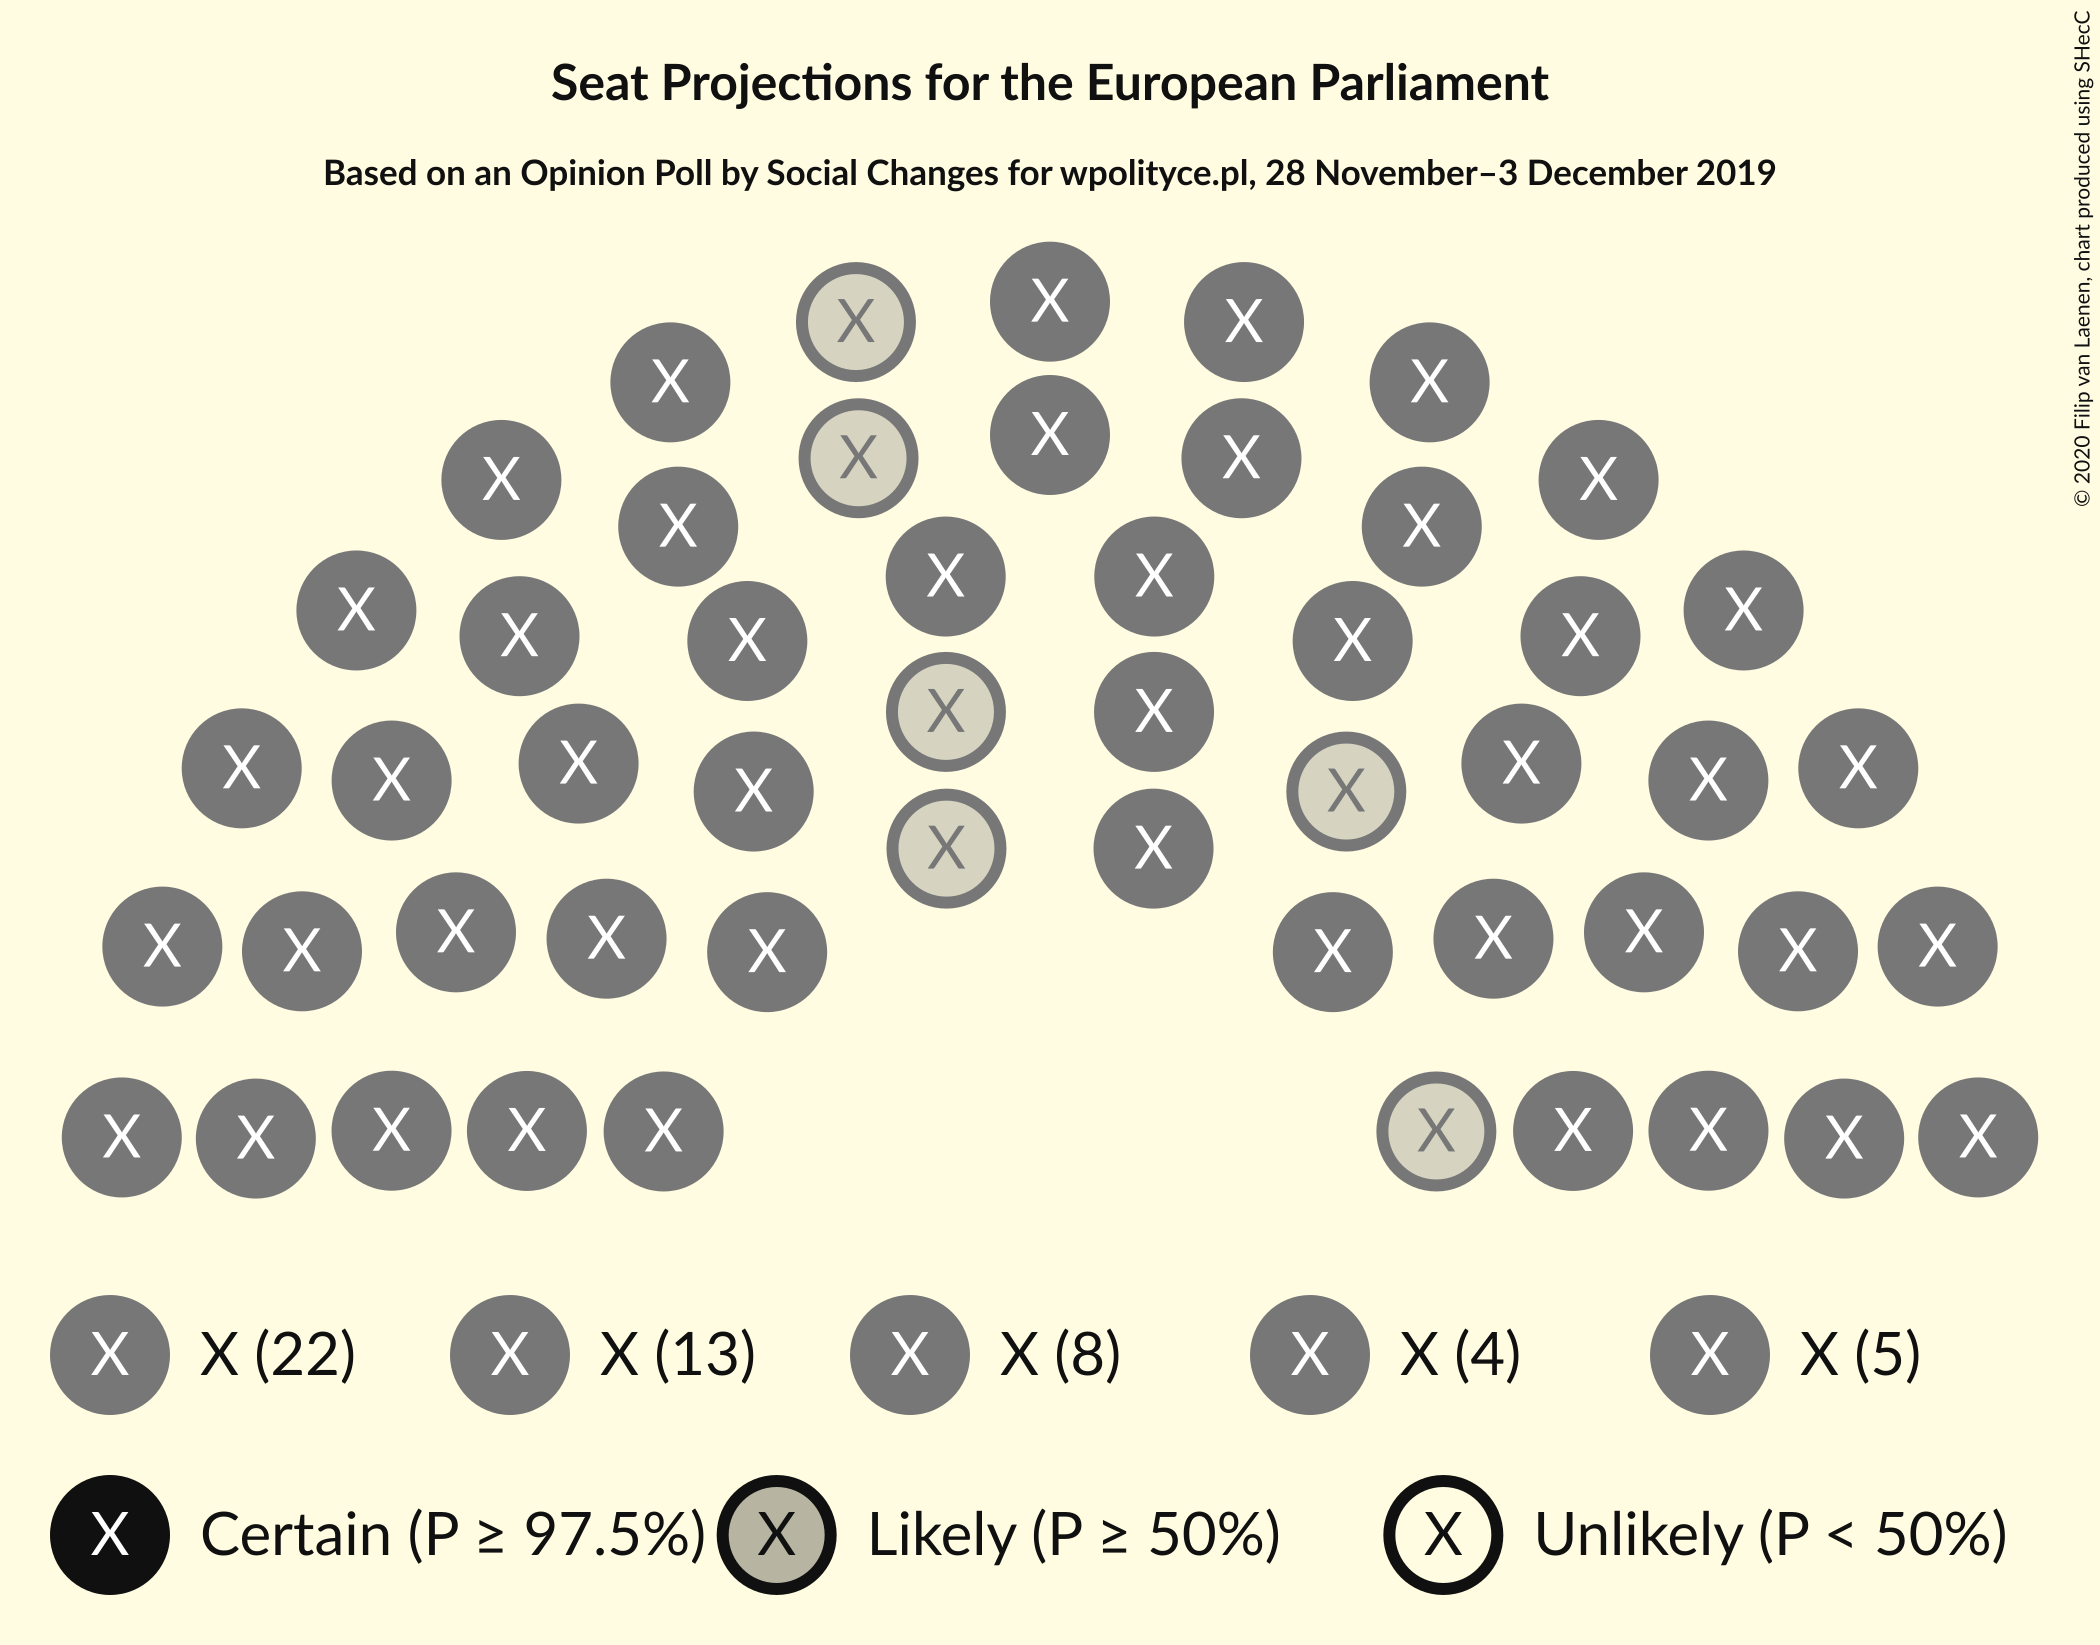 Seat Projections for the European Parliament
Based on an Opinion Poll by Social Changes for wpolityce.pl, 28 November–3 December 2019
© 2020 Filip van Laenen, chart produced using SHecC
X X X
X X
X X X X X
X X
X X
X X X X X X
X X
X X X X X X X X
X X
X X X X X X X X X X
X X X X X X X X X X
X X (22) X X (13) X X (8) X X (4) X X (5)
X Certain (P ≥ 97.5%) X Likely (P ≥ 50%) X Unlikely (P < 50%)